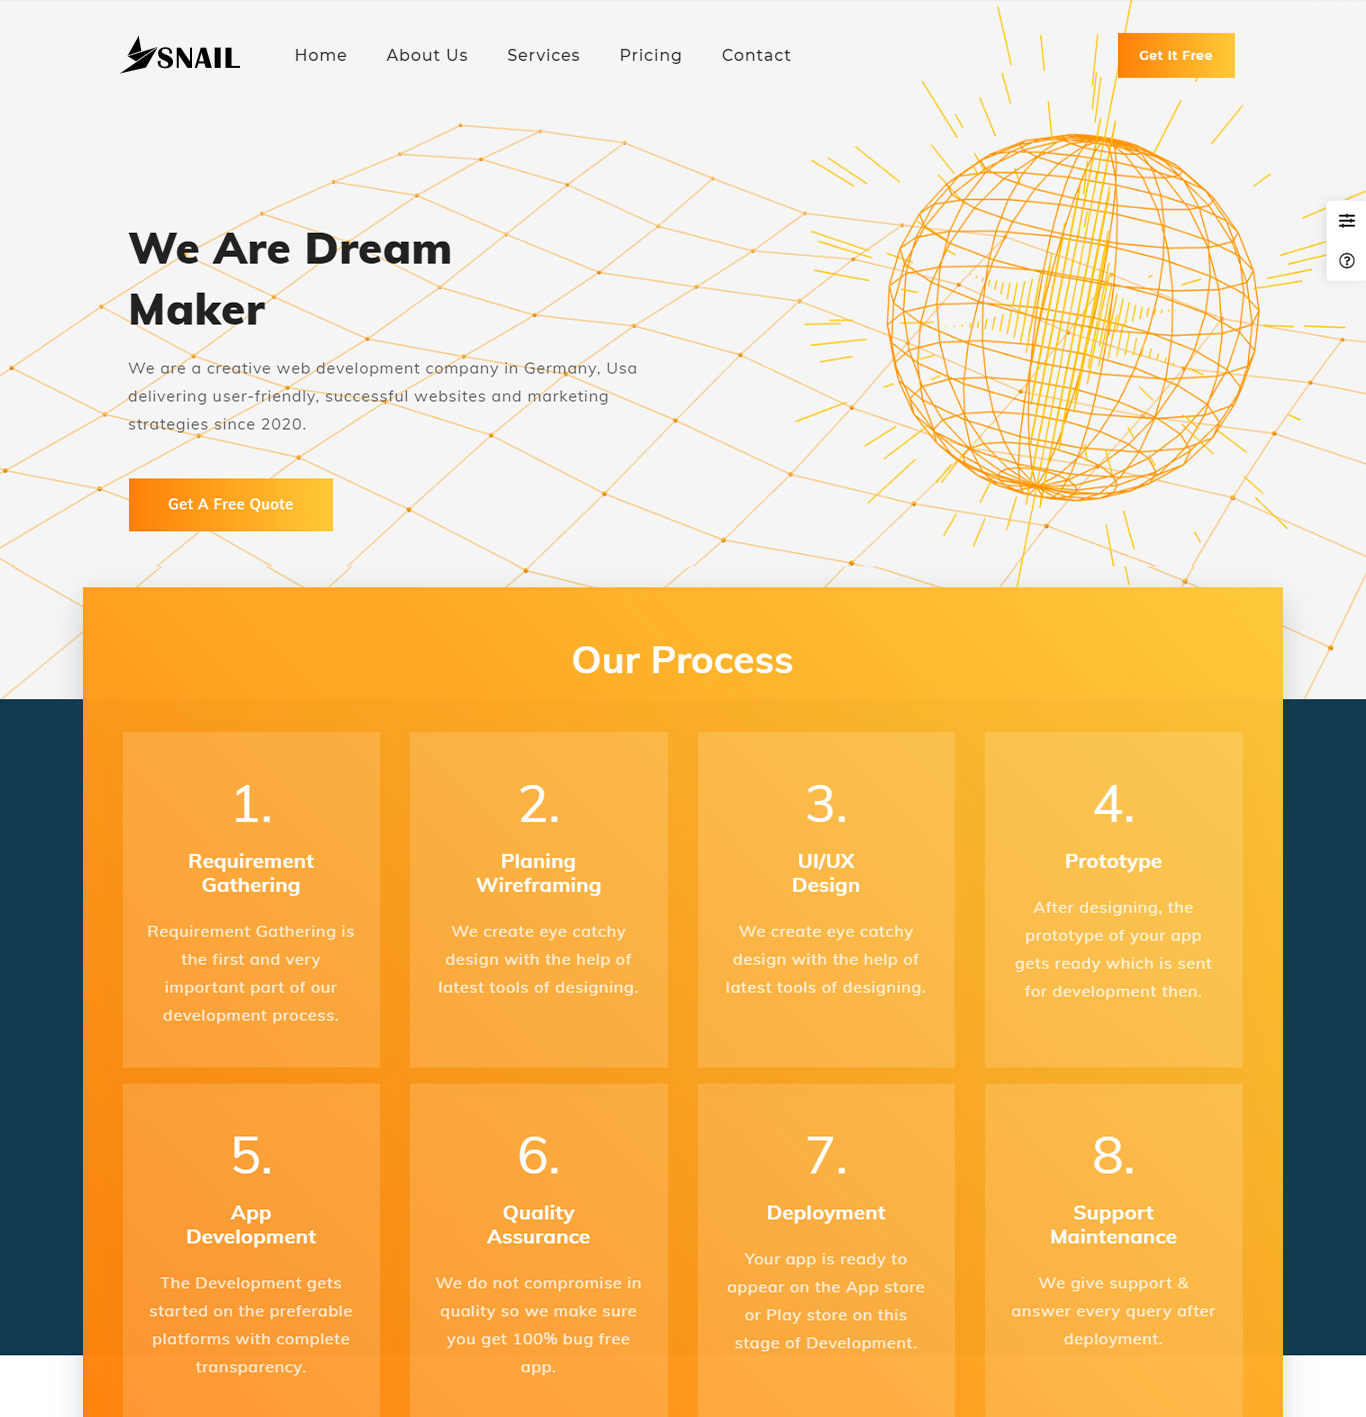 SNAIL
Home About Us Services Pricing Contact
Get It Free
We Are Dream
Maker
We are a creative web development company in Germany, Usa
delivering user-friendly, successful websites and marketing
strategies since 2020.
Get A Free Quote
Our Process
1.
Requirement
Gathering
Requirement Gathering is
the first and very
important part of our
development process.
2.
Planing
Wireframing
We create eye catchy
design with the help of
latest tools of designing.
3.
UI/UX
Design
We create eye catchy
design with the help of
latest tools of designing.
4.
Prototype
After designing, the
prototype of your app
gets ready which is sent
for development then.
5.
App
Development
The Development gets
started on the preferable
platforms with complete
transparency.
6.
Quality
Assurance
We do not compromise in
quality so we make sure
you get 100% bug free
app.
7.
Deployment
Your app is ready to
appear on the App store
or Play store on this
stage of Development.
8.
Support
Maintenance
We give support &
answer every query after
deployment.